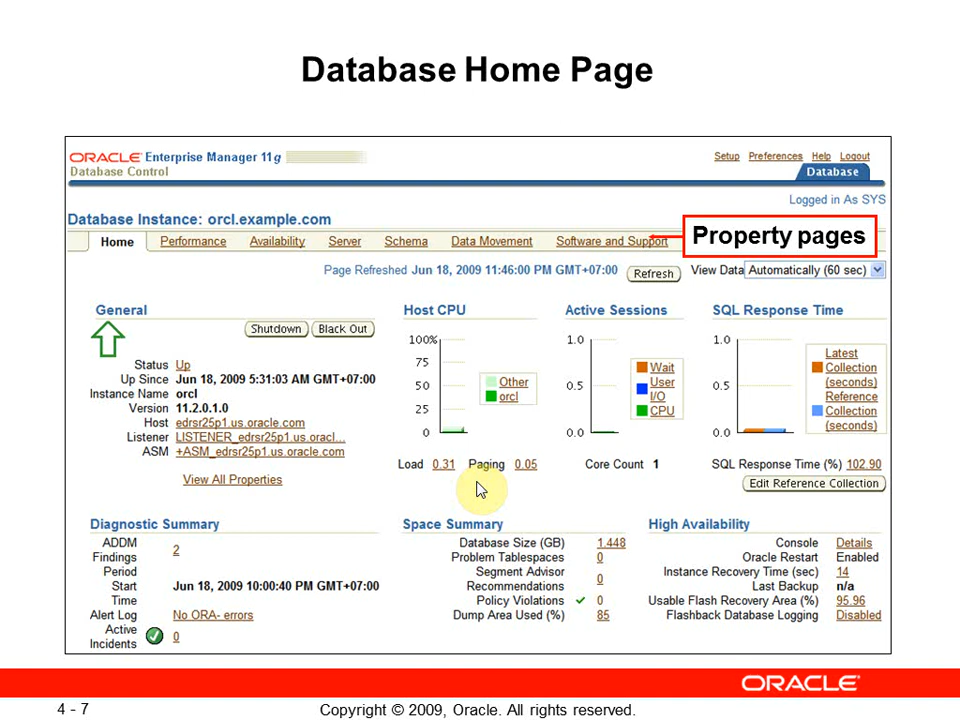 Database Home Page
ORACLE Enterprise Manager 11g
Database Control
Setup Preferences Help Logout
Database
Logged in As SYS
Database Instance: orcl.example.com
Home Performance Availability Server Schema Data Movement Software and Support
Property pages
Page Refreshed Jun 18, 2009 11:46:00 PM GMT+07:00 Refresh View Data Automatically (60 sec)
General
Shutdown Black Out
Status Up
Up Since Jun 18, 2009 5:31:03 AM GMT+07:00
Instance Name orcl
Version 11.2.0.1.0
Host edrsr25p1.us.oracle.com
Listener LISTENER_edrsr25p1.us.oracl...
ASM +ASM_edrsr25p1.us.oracle.com
View All Properties
Host CPU
100%
75
50
25
0
Other
orcl
Load 0.31 Paging 0.05
Active Sessions
1.0
0.5
0.0
Wait
User
I/O
CPU
Core Count 1
SQL Response Time
1.0
0.5
0.0
Latest
Collection
(seconds)
Reference
Collection
(seconds)
SQL Response Time (%) 102.90
Edit Reference Collection
Diagnostic Summary
ADDM
Findings 2
Period
Start
Time Jun 18, 2009 10:00:40 PM GMT+07:00
Alert Log No ORA- errors
Active
Incidents 0
Space Summary
Database Size (GB) 1.448
Problem Tablespaces 0
Segment Advisor
Recommendations 0
Policy Violations 0
Dump Area Used (%) 85
High Availability
Console Details
Oracle Restart Enabled
Instance Recovery Time (sec) 14
Last Backup n/a
Usable Flash Recovery Area (%) 95.96
Flashback Database Logging Disabled
ORACLE
4 - 7
Copyright © 2009, Oracle. All rights reserved.